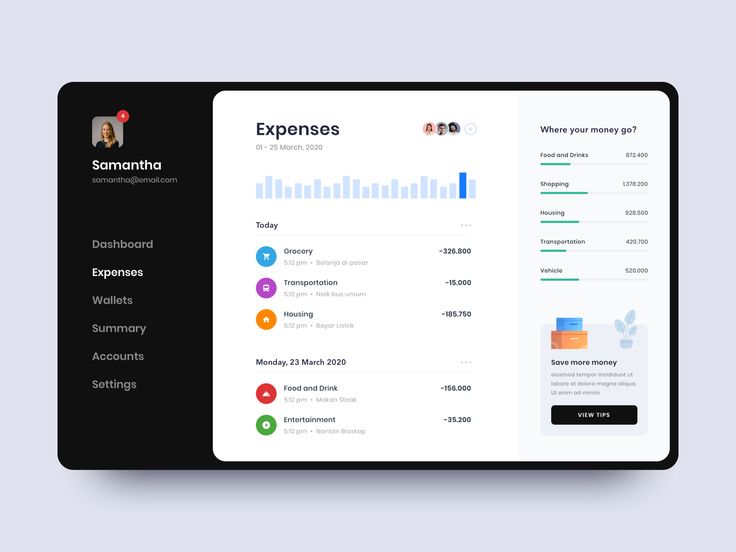 4
Samantha
samantha@email.com
Dashboard
Expenses
Wallets
Summary
Accounts
Settings
Expenses
01 - 25 March, 2020
Today
Grocery -326.800
5:12 pm • Belanja di pasar
Transportation -15.000
5:12 pm • Naik bus umum
Housing -185.750
5:12 pm • Bayar Listrik
Monday, 23 March 2020
Food and Drink -156.000
5:12 pm • Makan Steak
Entertainment -35.200
5:12 pm • Nonton Bioskop
Where your money go?
Food and Drinks 872.400
Shopping 1.378.200
Housing 928.500
Transportation 420.700
Vehicle 520.000
Save more money
eiusmod tempor incididunt ut
labore et dolore magna aliqua.
Ut enim ad minim.
VIEW TIPS